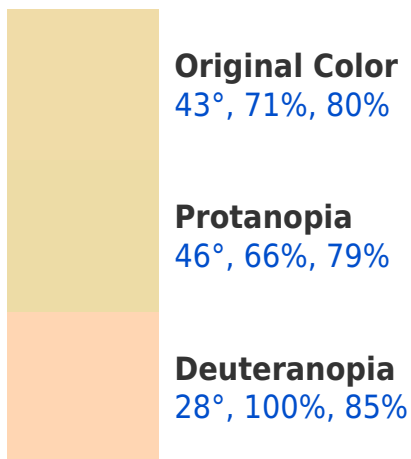 Original Color
43°, 71%, 80%
Protanopia
46°, 66%, 79%
Deuteranopia
28°, 100%, 85%